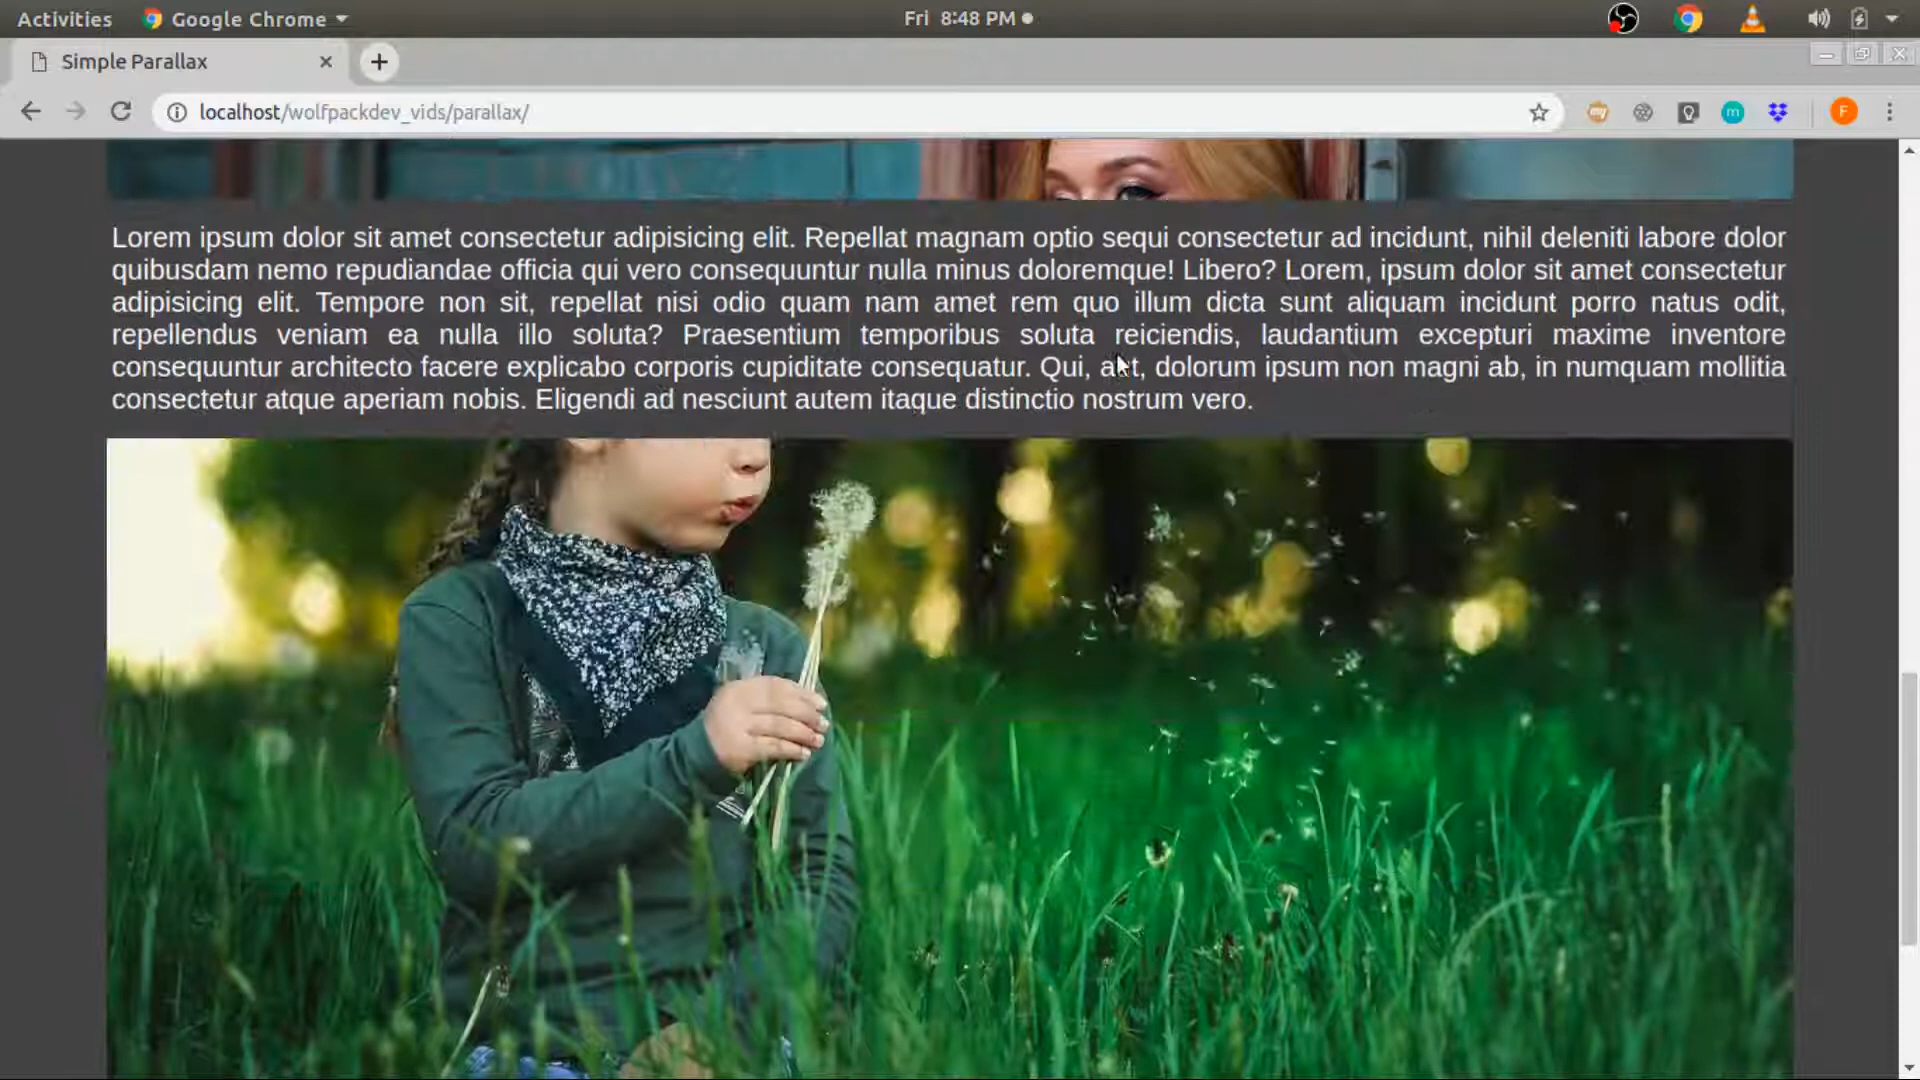 Activities
Google Chrome
Fri 8:48 PM
Simple Parallax
localhost/wolfpackdev_vids/parallax/
m
F
Lorem ipsum dolor sit amet consectetur adipisicing elit. Repellat magnam optio sequi consectetur ad incidunt, nihil deleniti labore dolor
quibusdam nemo repudiandae officia qui vero consequuntur nulla minus doloremque! Libero? Lorem, ipsum dolor sit amet consectetur
adipisicing elit. Tempore non sit, repellat nisi odio quam nam amet rem quo illum dicta sunt aliquam incidunt porro natus odit,
repellendus veniam ea nulla illo soluta? Praesentium temporibus soluta reiciendis, laudantium excepturi maxime inventore
consequuntur architecto facere explicabo corporis cupiditate consequatur. Qui, dolorum ipsum non magni ab, in numquam mollitia
consectetur atque aperiam nobis. Eligendi ad nesciunt autem itaque distinctio nostrum vero.